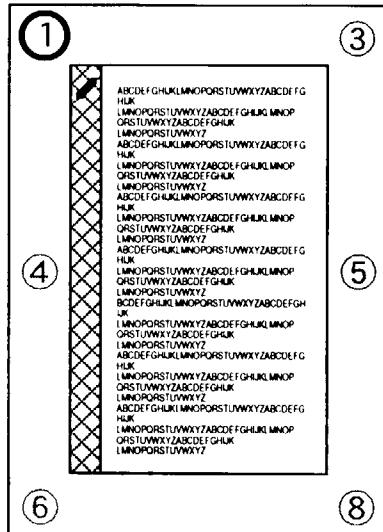 1 3
ABCDEFGHIJKLMNOPQRSTUVWXYZABCDEFG
HIJK
LMNOPQRSTUVWXYZABCDEFGHIJKLMNOP
QRSTUVWXYZABCDEFGHIJK
LMNOPQRSTUVWXYZ
ABCDEFGHIJKLMNOPQRSTUVWXYZABCDEFG
HIJK
LMNOPQRSTUVWXYZABCDEFGHIJKLMNOP
QRSTUVWXYZABCDEFGHIJK
LMNOPQRSTUVWXYZ
ABCDEFGHIJKLMNOPQRSTUVWXYZABCDEFG
HIJK
LMNOPQRSTUVWXYZABCDEFGHIJKLMNOP
QRSTUVWXYZABCDEFGHIJK
LMNOPQRSTUVWXYZ
ABCDEFGHIJKLMNOPQRSTUVWXYZABCDEFG
HIJK
4 LMNOPQRSTUVWXYZABCDEFGHIJKLMNOP 5
QRSTUVWXYZABCDEFGHIJK
LMNOPQRSTUVWXYZ
BCDEFGHIJKLMNOPQRSTUVWXYZABCDEFGH
IJK
LMNOPQRSTUVWXYZABCDEFGHIJKLMNOP
QRSTUVWXYZABCDEFGHIJK
LMNOPQRSTUVWXYZ
ABCDEFGHIJKLMNOPQRSTUVWXYZABCDEFG
HIJK
LMNOPQRSTUVWXYZABCDEFGHIJKLMNOP
QRSTUVWXYZABCDEFGHIJK
LMNOPQRSTUVWXYZ
ABCDEFGHIJKLMNOPQRSTUVWXYZABCDEFG
HIJK
LMNOPQRSTUVWXYZABCDEFGHIJKLMNOP
QRSTUVWXYZABCDEFGHIJK
LMNOPQRSTUVWXYZ
6 8